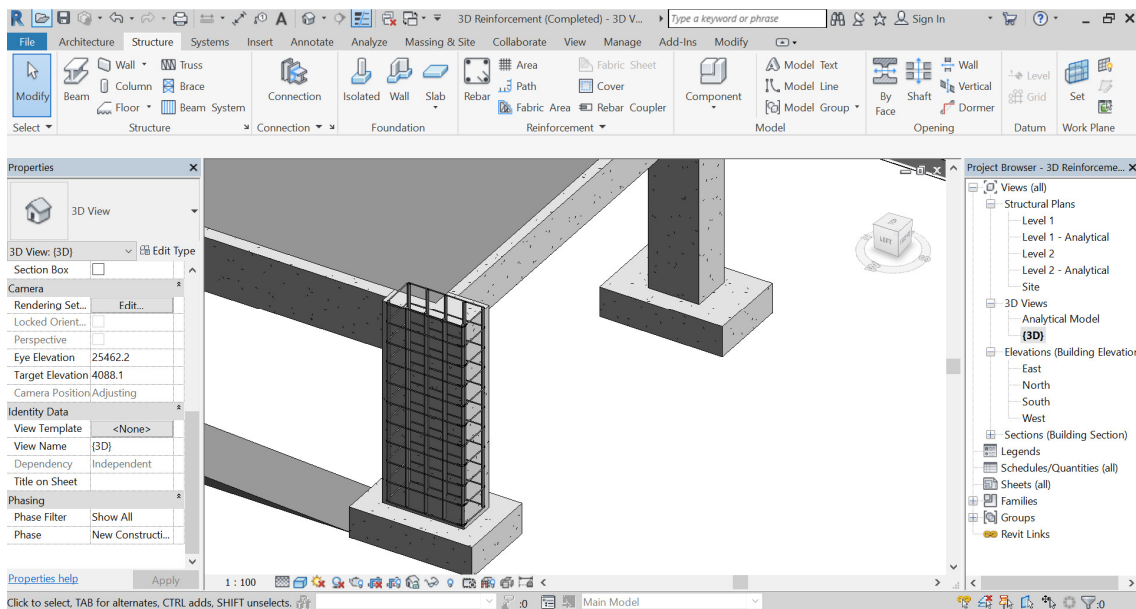 3D Reinforcement (Completed) - 3D V...
Type a keyword or phrase
Sign In
File Architecture Structure Systems Insert Annotate Analyze Massing & Site Collaborate View Manage Add-Ins Modify
Modify
Select
Beam
Wall
Column
Floor
Truss
Brace
Beam System
Structure
Connection
Connection
Isolated
Wall
Slab
Foundation
Rebar
Area
Path
Fabric Area
Fabric Sheet
Cover
Rebar Coupler
Reinforcement
Component
Model Text
Model Line
Model Group
Model
By
Face
Shaft
Wall
Vertical
Dormer
Opening
Level
Grid
Datum
Set
Work Plane
Properties
3D View
3D View: {3D}
Edit Type
Section Box
Camera
Rendering Set... Edit...
Locked Orient...
Perspective
Eye Elevation 25462.2
Target Elevation 4088.1
Camera Position Adjusting
Identity Data
View Template <None>
View Name {3D}
Dependency Independent
Title on Sheet
Phasing
Phase Filter Show All
Phase New Constructi...
Properties help
Apply
LEFT
1 : 100
Project Browser - 3D Reinforceme...
Views (all)
Structural Plans
Level 1
Level 1 - Analytical
Level 2
Level 2 - Analytical
Site
3D Views
Analytical Model
{3D}
Elevations (Building Elevation
East
North
South
West
Sections (Building Section)
Legends
Schedules/Quantities (all)
Sheets (all)
Families
Groups
Revit Links
Click to select, TAB for alternates, CTRL adds, SHIFT unselects.
:0
Main Model
:0